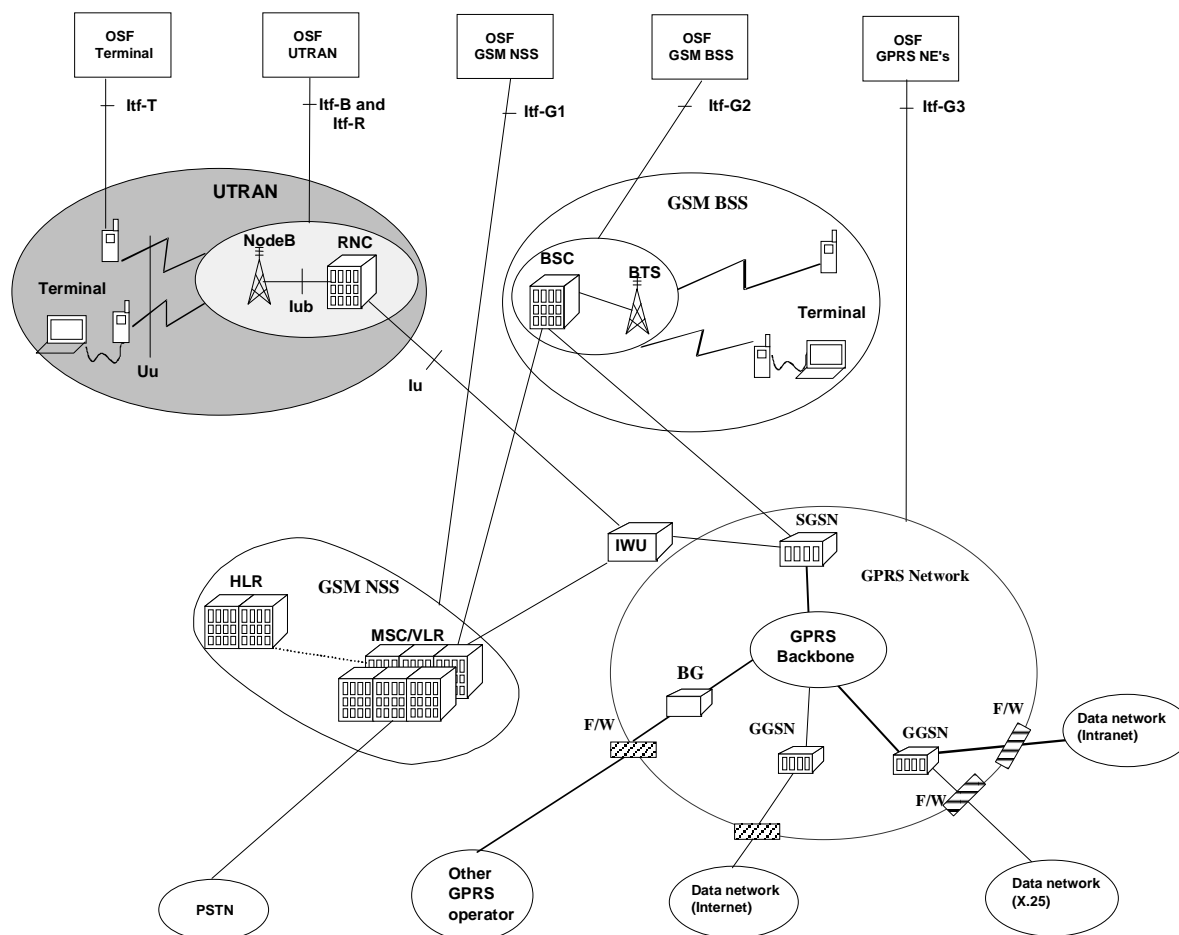 OSF
Terminal
OSF
UTRAN
OSF
GSM NSS
OSF
GSM BSS
OSF
GPRS NE's
Itf-T
Itf-B and
Itf-R
Itf-G1
Itf-G2
Itf-G3
UTRAN
GSM BSS
NodeB
RNC
BSC
BTS
Terminal
Iub
Terminal
Uu
Iu
SGSN
IWU
GPRS Network
HLR
GSM NSS
MSC/VLR
GPRS
Backbone
BG
F/W
GGSN
GGSN
F/W
Data network
(Intranet)
F/W
PSTN
Other
GPRS
operator
Data network
(Internet)
Data network
(X.25)